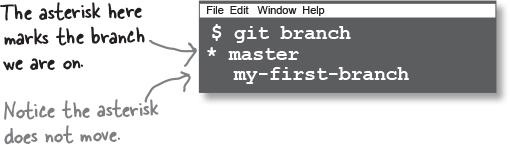 The asterisk here
marks the branch
we are on.
Notice the asterisk
does not move.
File Edit Window Help
$ git branch
* master
my-first-branch